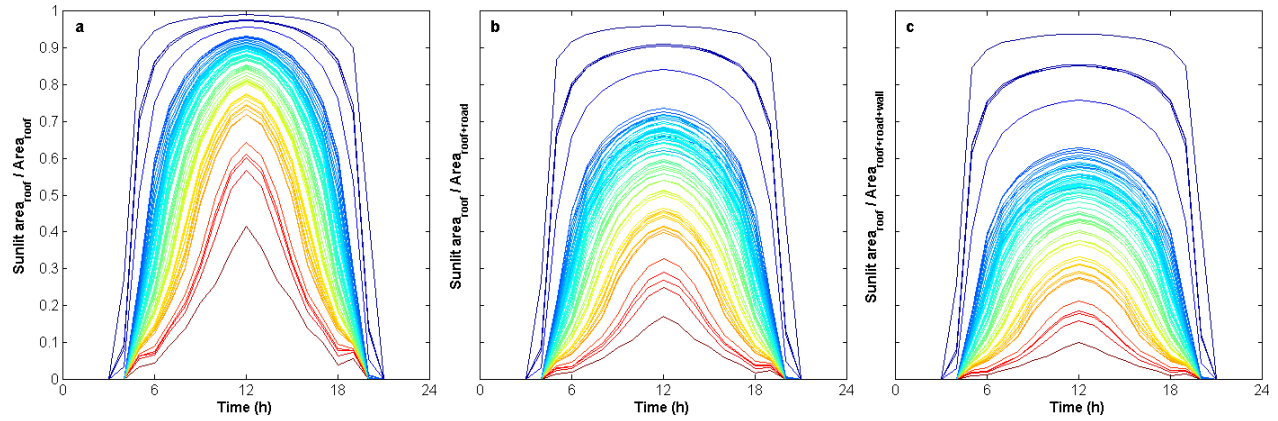 a
1
0.9
0.8
0.7
0.6
0.5
0.4
0.3
0.2
0.1
0
Sunlit area_roof / Area_roof
0 6 12 18 24
Time (h)
b
Sunlit area_roof / Area_roof+road
0 6 12 18 24
Time (h)
c
Sunlit area_roof / Area_roof+road+wall
0 6 12 18 24
Time (h)